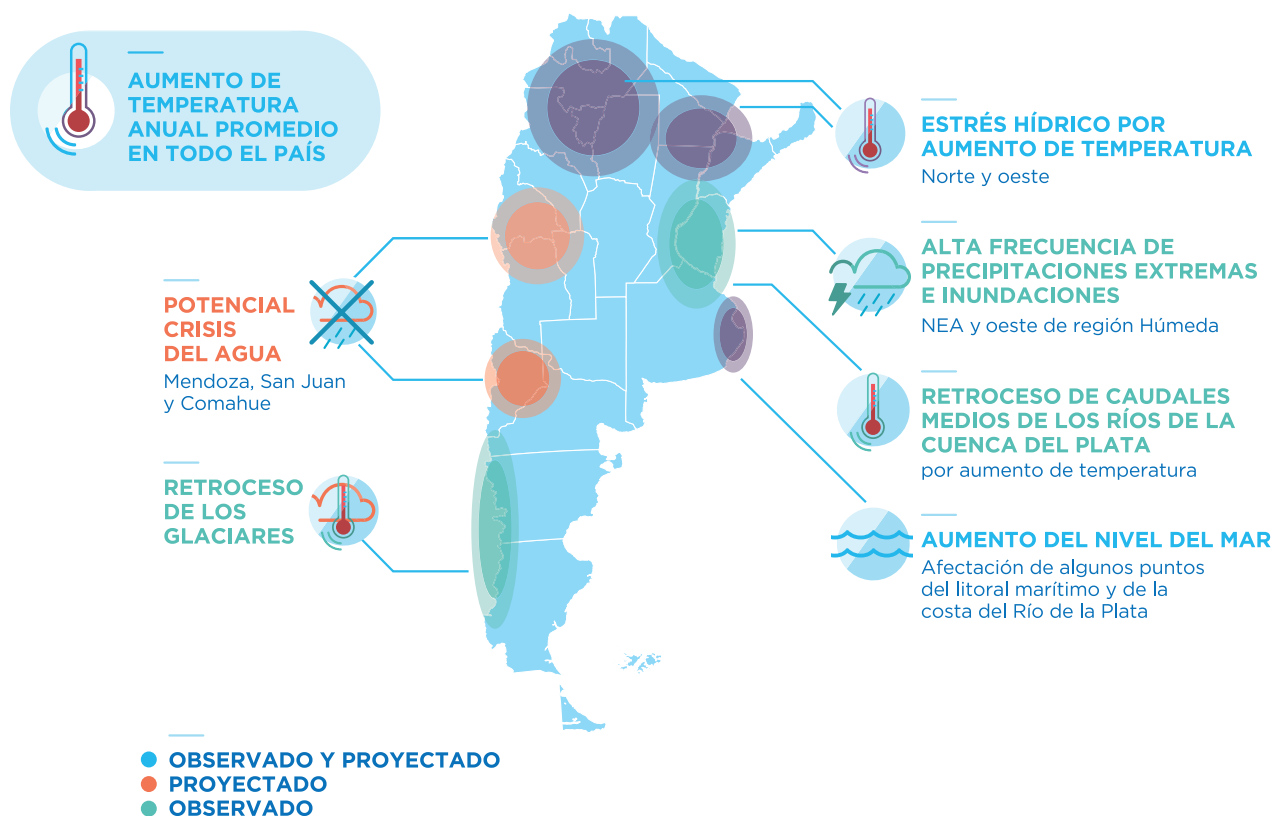 AUMENTO DE
TEMPERATURA
ANUAL PROMEDIO
EN TODO EL PAÍS
POTENCIAL
CRISIS
DEL AGUA
Mendoza, San Juan
y Comahue
RETROCESO
DE LOS
GLACIARES
ESTRÉS HÍDRICO POR
AUMENTO DE TEMPERATURA
Norte y oeste
ALTA FRECUENCIA DE
PRECIPITACIONES EXTREMAS
E INUNDACIONES
NEA y oeste de región Húmeda
RETROCESO DE CAUDALES
MEDIOS DE LOS RÍOS DE LA
CUENCA DEL PLATA
por aumento de temperatura
AUMENTO DEL NIVEL DEL MAR
Afectación de algunos puntos
del litoral marítimo y de la
costa del Río de la Plata
OBSERVADO Y PROYECTADO
PROYECTADO
OBSERVADO